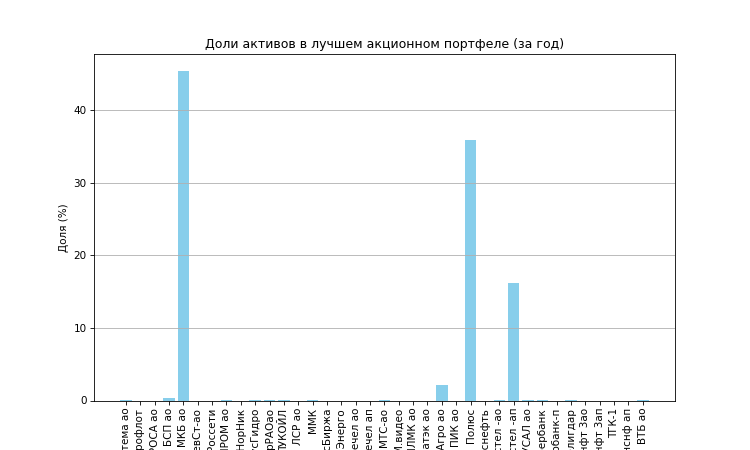 Доли активов в лучшем акционном портфеле (за год)
Доля (%)
40
30
20
10
0
тема ао
рофлот
РОСА ао
БСП ао
МКБ ао
евСт-ао
Россети
ПРОМ ао
НорНик
сГидро
рРАОао
ЛУКОЙЛ
ЛСР ао
ММК
сБиржа
Энерго
ечел ао
ечел ап
МТС-ао
М.видео
ЛМК ао
атэк ао
Агро ао
ПИК ао
Полюс
снефть
стел -ао
стел -ап
УСАЛ ао
ербанк
рбанк-п
лигдар
нфт 3ао
нфт 3ап
ТГК-1
нснф ап
ВТБ ао